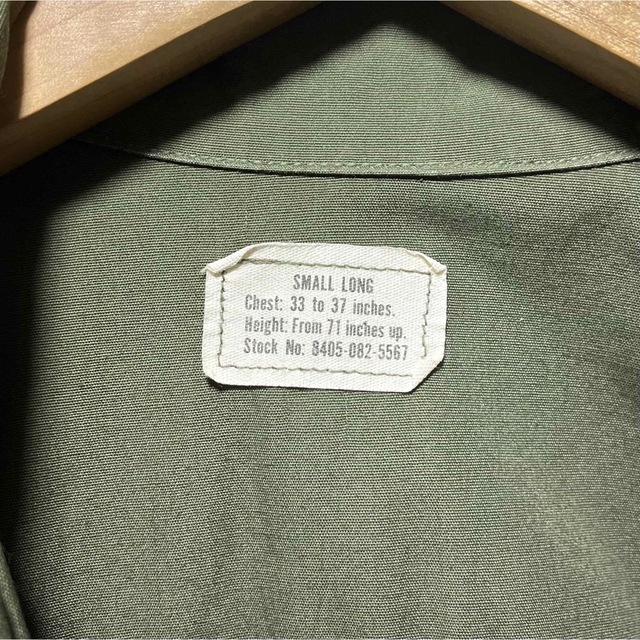 SMALL LONG
Chest: 33 to 37 inches.
Height: From 71 inches up.
Stock No: 8405-082-5567